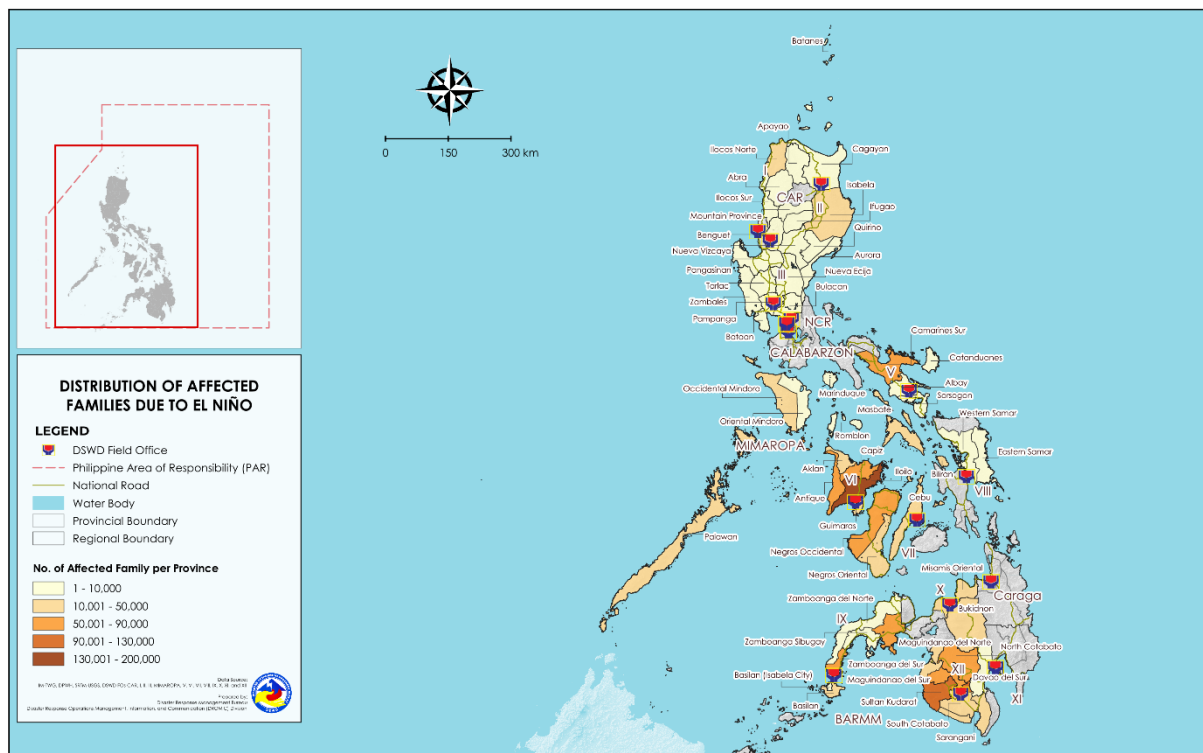 0
150
300 km
DISTRIBUTION OF AFFECTED
FAMILIES DUE TO EL NIÑO
LEGEND
DSWD Field Office
Philippine Area of Responsibility (PAR)
National Road
Water Body
Provincial Boundary
Regional Boundary
No. of Affected Family per Province
1 - 10,000
10,001 - 50,000
50,001 - 90,000
90,001 - 130,000
130,001 - 200,000
Data Sources:
Prepared by:
Disaster Response Management Bureau
Batanes
Apayao
Ilocos Norte
Cagayan
I
Abra
Isabela
Ilocos Sur
CAR
II
Ifugao
Mountain Province
Quirino
Benguet
Nueva Vizcaya
Aurora
Pangasinan
III
Nueva Ecija
Tarlac
Bulacan
Zambales
Pampanga
NCR
Bataan
CALABARZON
Camarines Sur
Catanduanes
V
Occidental Mindoro
Marinduque
Albay
Masbate
Sorsogon
Western Samar
Oriental Mindoro
Romblon
MIMAROPA
Capiz
Eastern Samar
Aklan
VI
Iloilo
Biliran
Antique
Cebu
VIII
Guimaras
Palawan
Negros Occidental
VII
Misamis Oriental
Negros Oriental
X
Caraga
Zamboanga del Norte
Bukidnon
IX
Maguindanao del Norte
Zamboanga Sibugay
North Cotabato
Zamboanga del Sur
XII
Davao del Sur
Basilan (Isabela City)
Maguindanao del Sur
XI
Basilan
Sultan Kudarat
BARMM
South Cotabato
Sarangani